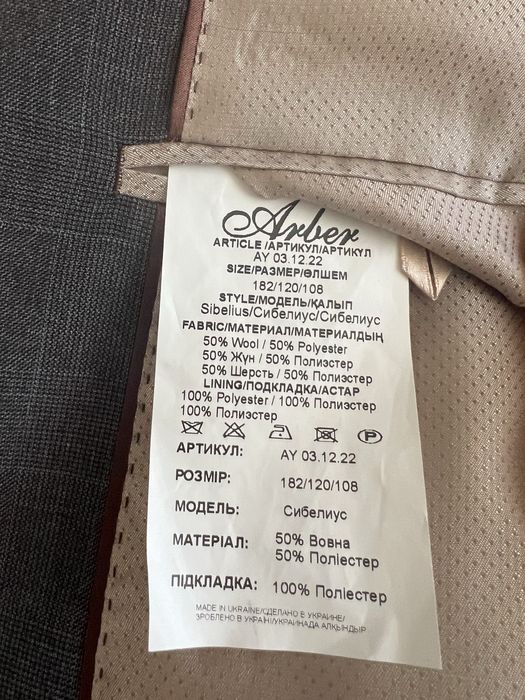 Arber
ARTICLE /АРТИКУЛ/АРТИКУЛ
AY 03.12.22
SIZE/РАЗМЕР/ӨЛШЕМ
182/120/108
STYLE/МОДЕЛЬ/ҚАЛЫП
Sibelius/Сибелиус/Сибелиус
FABRIC/МАТЕРИАЛ/МАТЕРИАЛДЫҢ
50% Wool / 50% Polyester
50% Жүн / 50% Полиэстер
50% Шерсть / 50% Полиэстер
LINING/ПОДКЛАДКА/АСТАР
100% Polyester / 100% Полиэстер
100% Полиэстер
P
АРТИКУЛ: AY 03.12.22
РОЗМІР: 182/120/108
МОДЕЛЬ: Сибелиус
МАТЕРІАЛ: 50% Вовна
50% Поліестер
ПІДКЛАДКА: 100% Поліестер
MADE IN UKRAINE/СДЕЛАНО В УКРАИНЕ/
ЗРОБЛЕНО В УКРАЇНІ/УКРАИНАДА АЛҚЫНДЫР